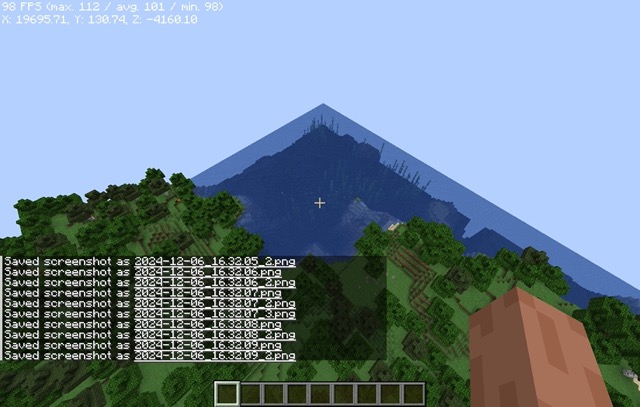 98 FPS (max. 112 / avg. 101 / min. 98)
X: 19695.71, Y: 130.74, Z: -4160.10
Saved screenshot as 2024-12-06_16.32.05_2.png
Saved screenshot as 2024-12-06_16.32.06.png
Saved screenshot as 2024-12-06_16.32.06_2.png
Saved screenshot as 2024-12-06_16.32.07.png
Saved screenshot as 2024-12-06_16.32.07_2.png
Saved screenshot as 2024-12-06_16.32.07_3.png
Saved screenshot as 2024-12-06_16.32.08.png
Saved screenshot as 2024-12-06_16.32.08_2.png
Saved screenshot as 2024-12-06_16.32.09.png
Saved screenshot as 2024-12-06_16.32.09_2.png